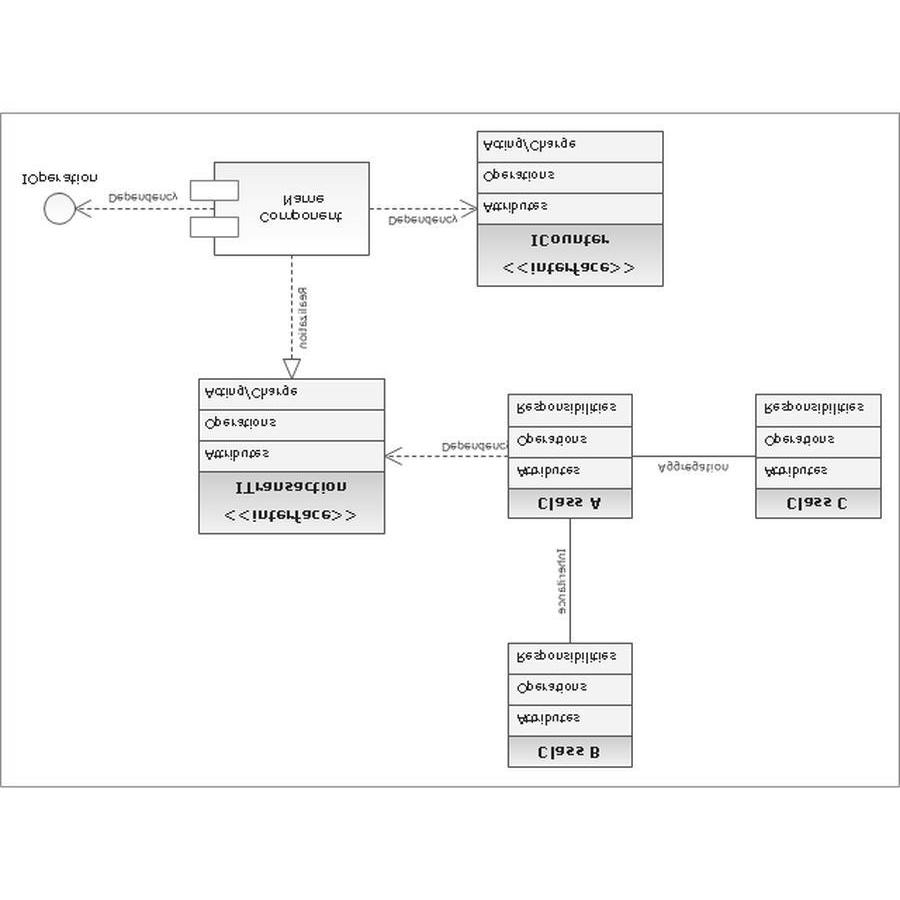 Class B
Attributes
Operations
Responsibilities
Inheritance
<<interface>>
ITransaction
Attributes
Operations
Acting/Charge
Dependency
Class A
Attributes
Operations
Responsibilities
Aggregation
Class C
Attributes
Operations
Responsibilities
Realization
<<interface>>
ICounter
Attributes
Operations
Acting/Charge
Dependency
Component
Name
Dependency
IOperation